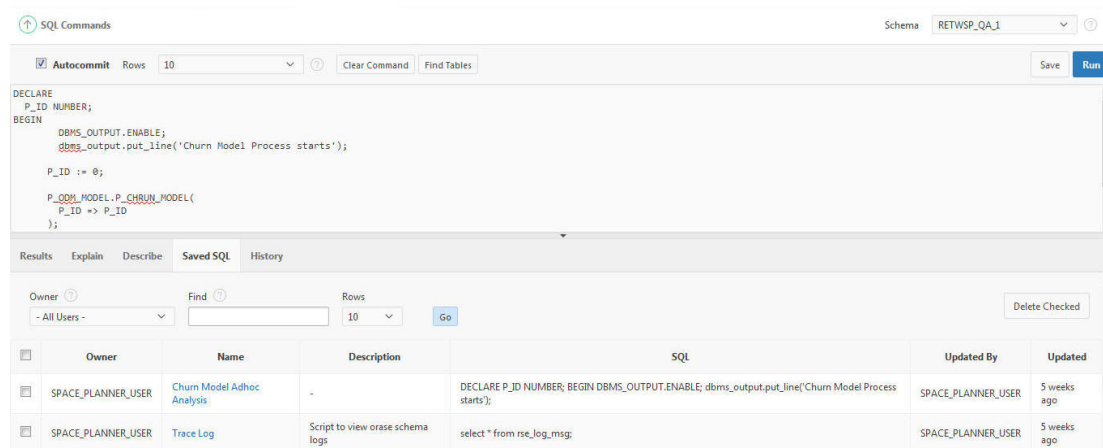 SQL Commands
Schema RETWSP_QA_1
Autocommit Rows 10 Clear Command Find Tables Save Run
DECLARE
P_ID NUMBER;
BEGIN
DBMS_OUTPUT.ENABLE;
dbms_output.put_line('Churn Model Process starts');
P_ID := 0;
P_ODM_MODEL.P_CHRUN_MODEL(
P_ID => P_ID
);
Results Explain Describe Saved SQL History
Owner Find Rows
- All Users - 10 Go Delete Checked
Owner Name Description SQL Updated By Updated
SPACE_PLANNER_USER Churn Model Adhoc Analysis - DECLARE P_ID NUMBER; BEGIN DBMS_OUTPUT.ENABLE; dbms_output.put_line('Churn Model Process starts'); SPACE_PLANNER_USER 5 weeks ago
SPACE_PLANNER_USER Trace Log Script to view orase schema logs select * from rse_log_msg; SPACE_PLANNER_USER 5 weeks ago